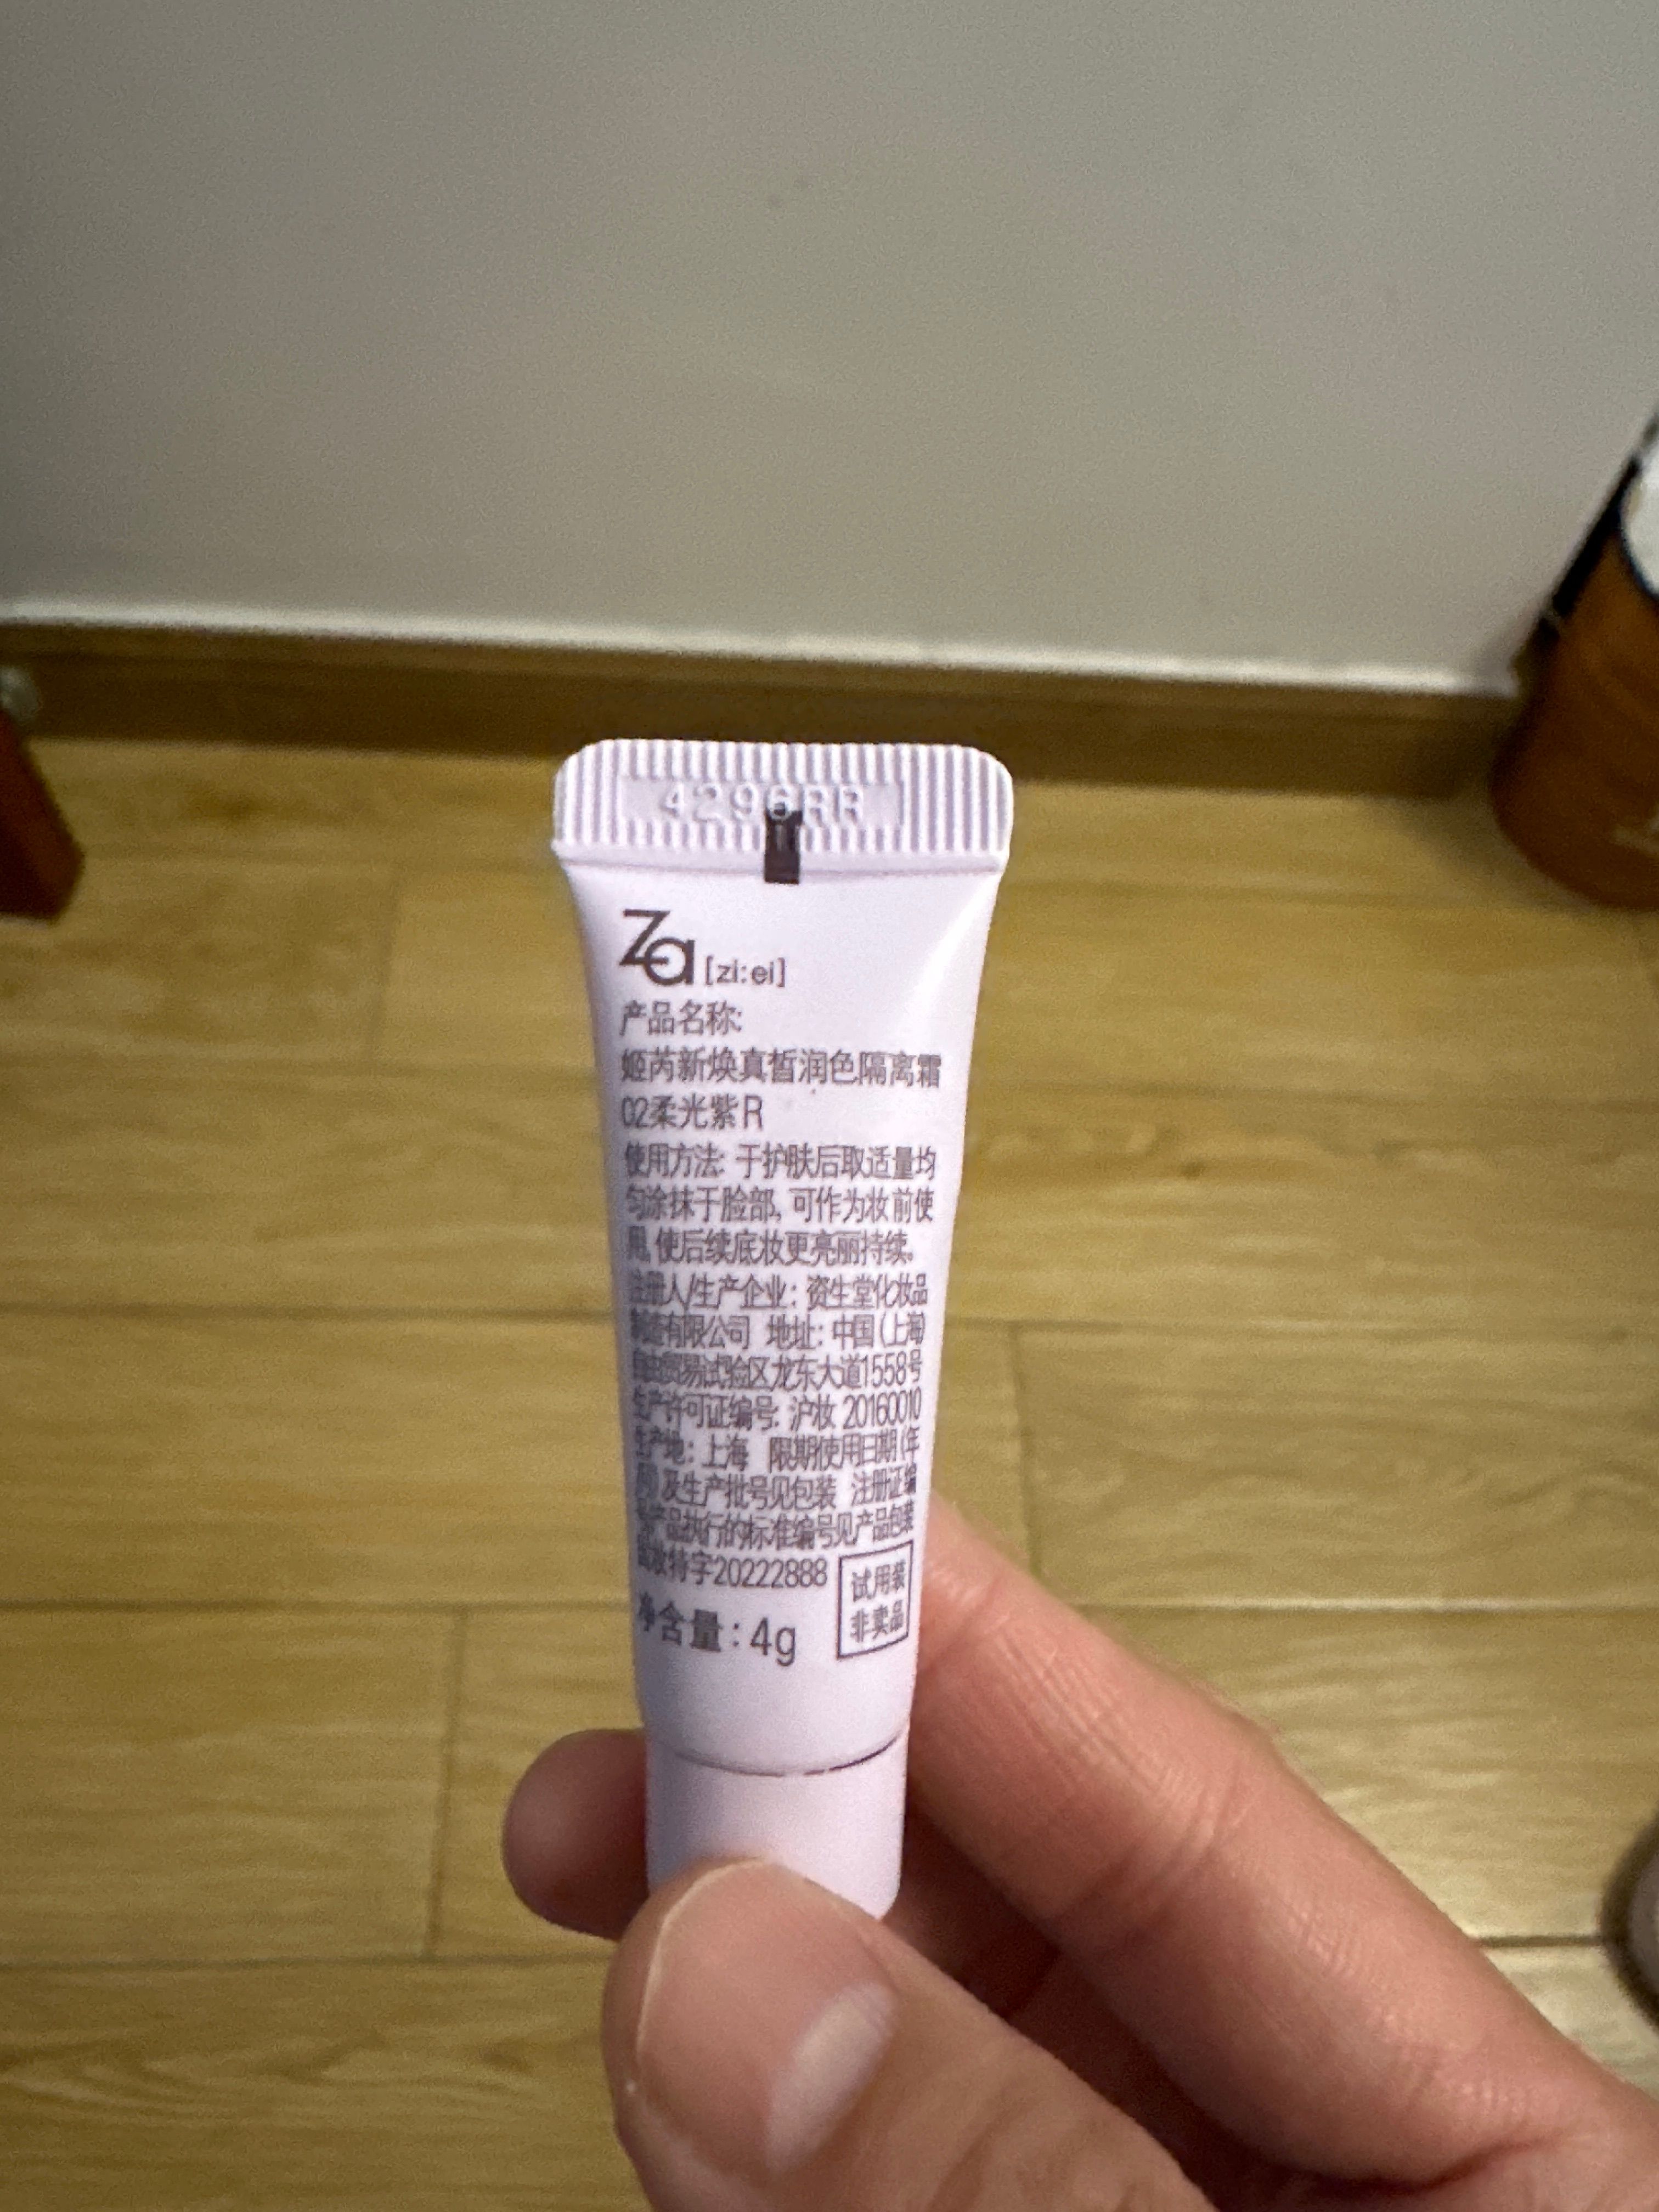 4296RR
Za [zi:ei]
产品名称:
姬芮新焕真皙润色隔离霜
02柔光紫R
使用方法: 于护肤后取适量均
匀涂抹于脸部, 可作为妆前使
用, 使后续底妆更亮丽持续。
注册人/生产企业: 资生堂化妆品
制造有限公司 地址: 中国(上海)
自由贸易试验区龙东大道1558号
生产许可证编号: 沪妆 20160010
生产地: 上海 限期使用日期(年
及生产批号见包装 注册证编
产品执行的标准编号见产品包装
国妆特字20222888
试用装
非卖品
净含量: 4g